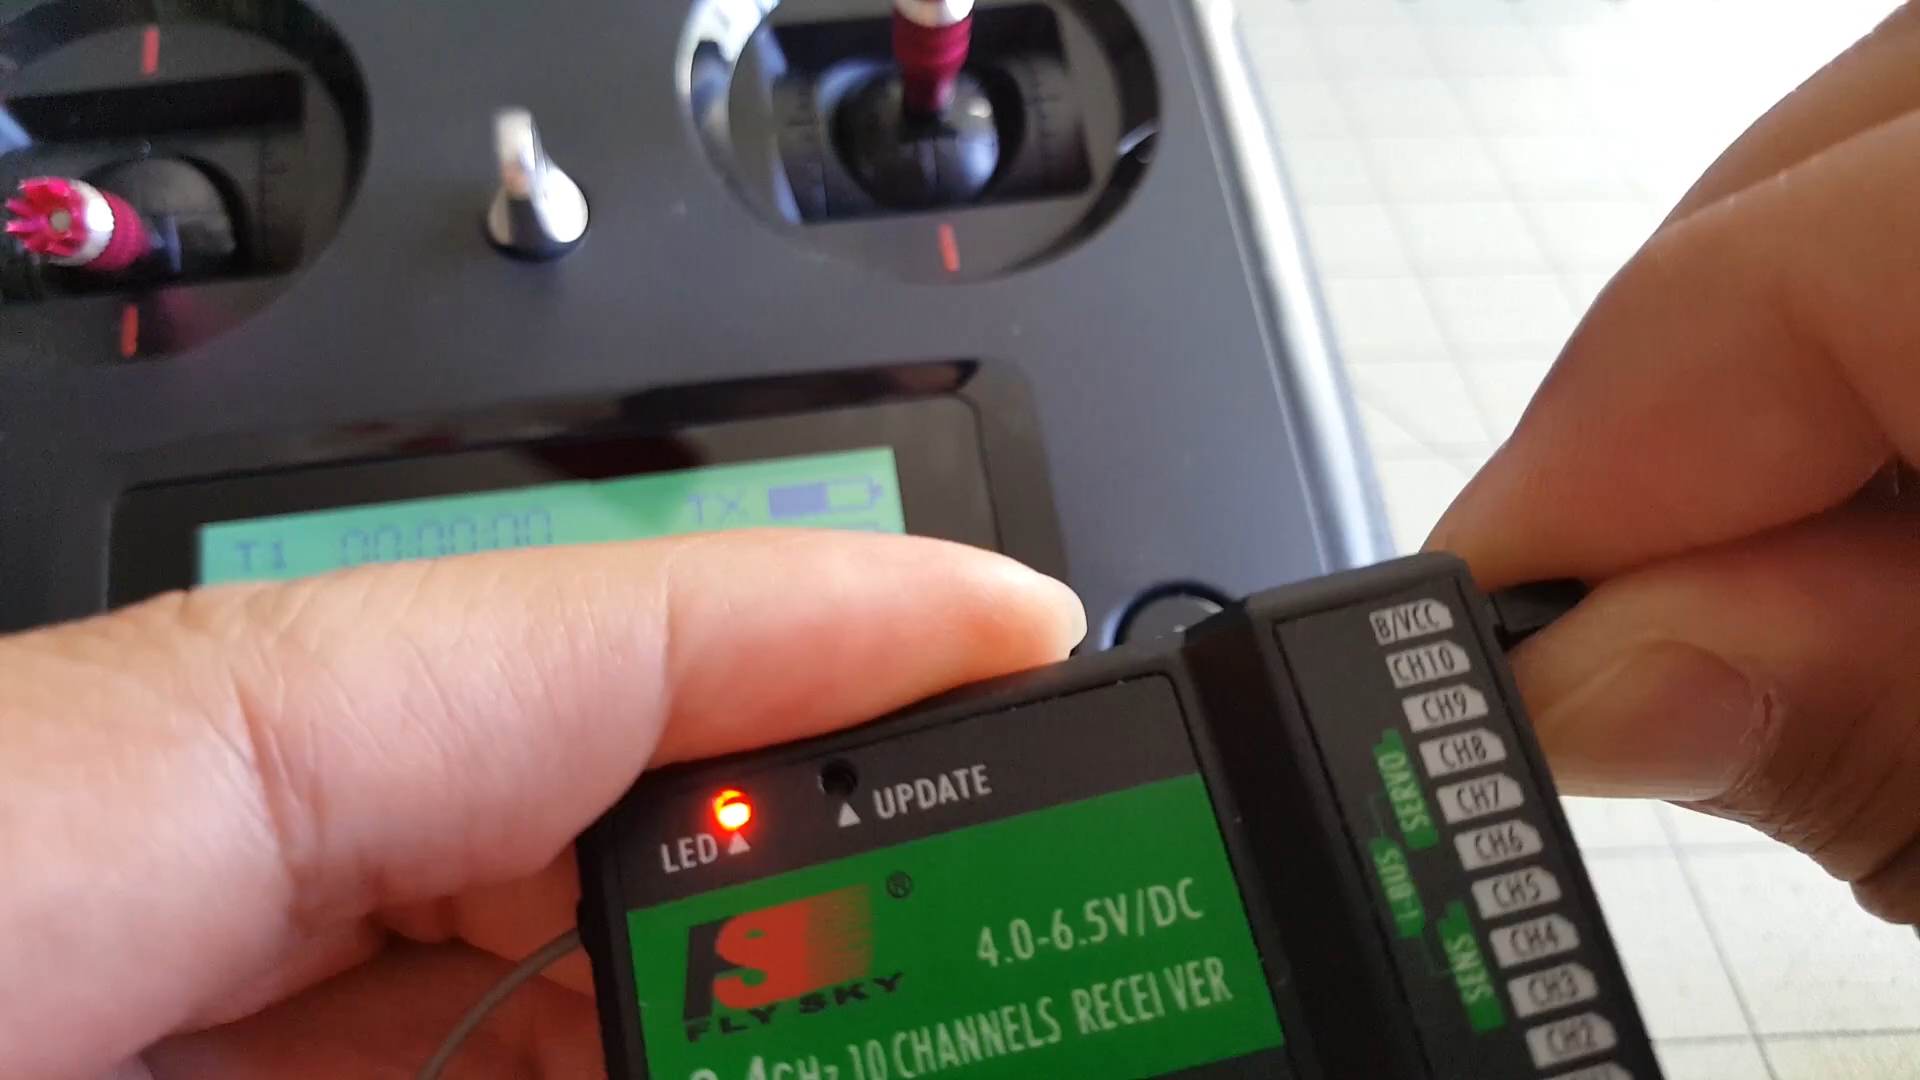 T1 00:00:00 TX
LED UPDATE
B/VCC
CH10
CH9
CH8
CH7
CH6
CH5
CH4
CH3
CH2
SERVO
I-BUS
SENS
FS ®
FLY SKY
4.0-6.5V/DC
10 CHANNELS RECEIVER